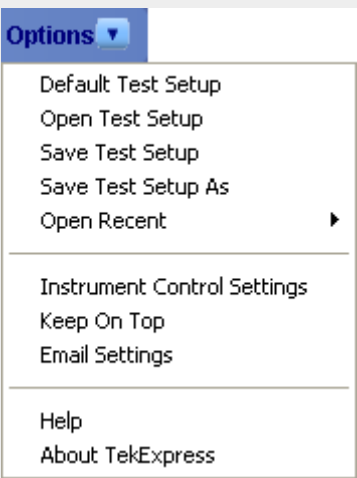 Options
Default Test Setup
Open Test Setup
Save Test Setup
Save Test Setup As
Open Recent
Instrument Control Settings
Keep On Top
Email Settings
Help
About TekExpress